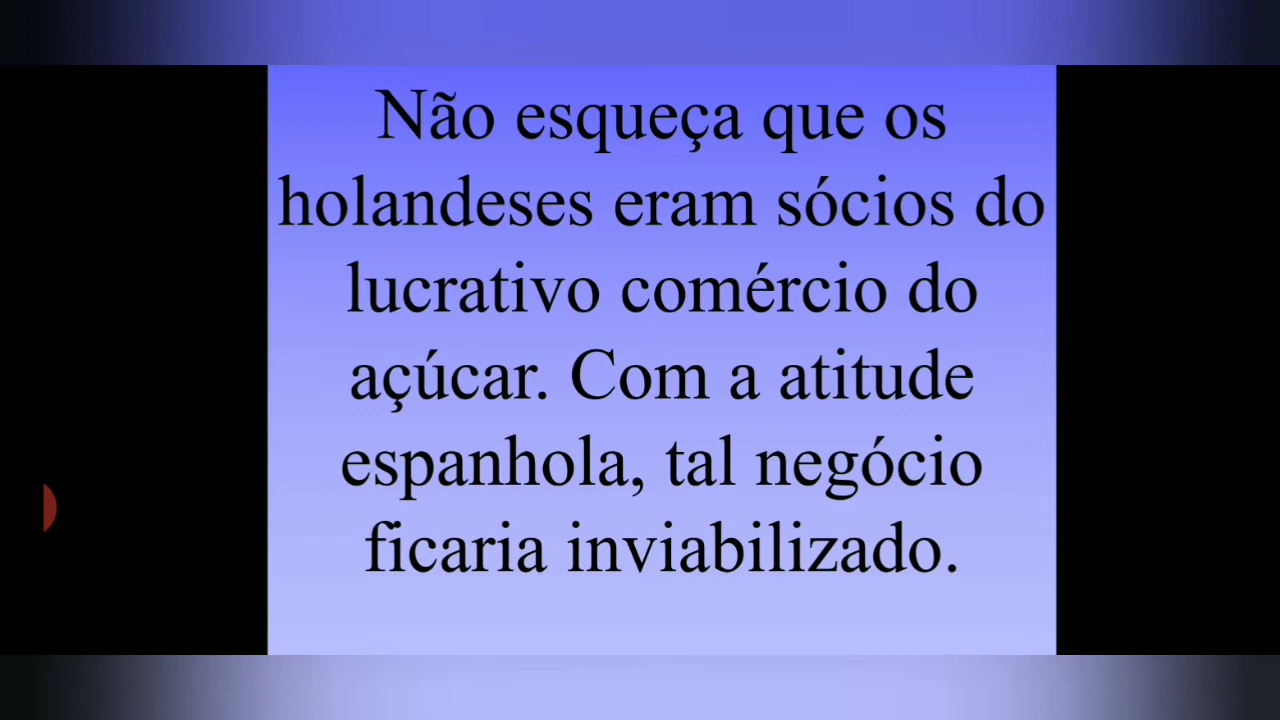 Não esqueça que os
holandeses eram sócios do
lucrativo comércio do
açúcar. Com a atitude
espanhola, tal negócio
ficaria inviabilizado.